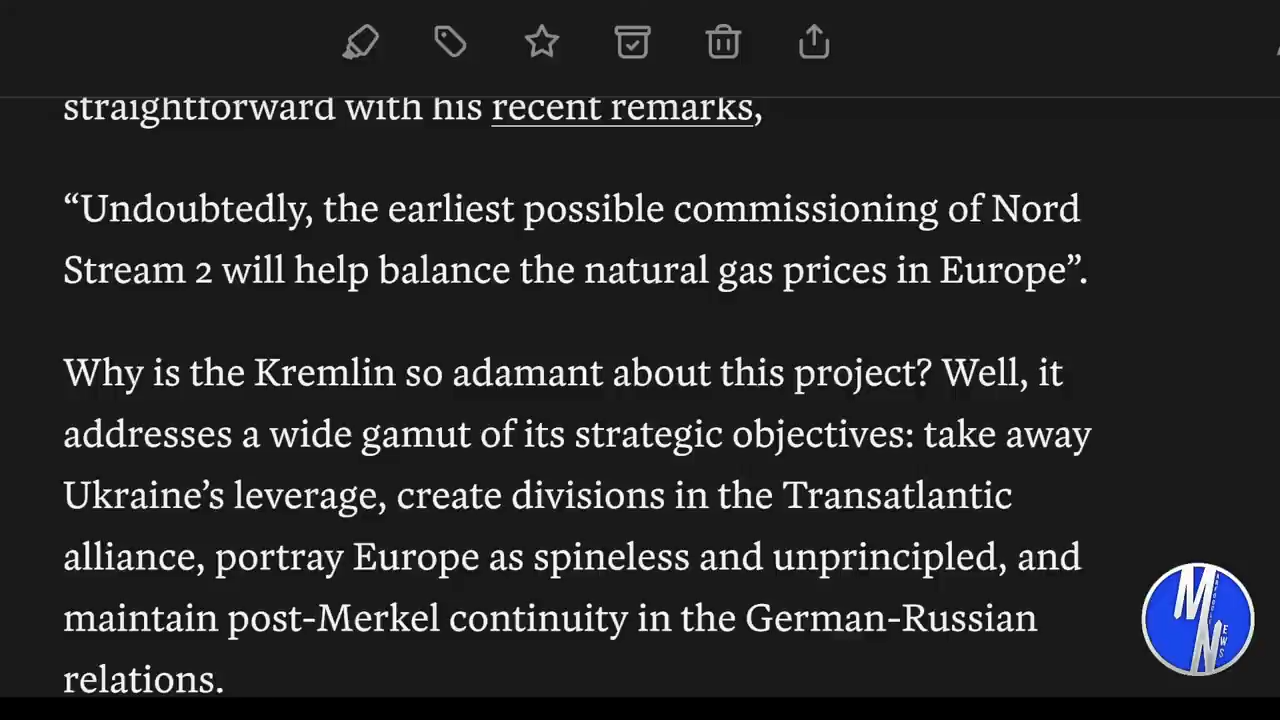 straightforward with his recent remarks,
“Undoubtedly, the earliest possible commissioning of Nord
Stream 2 will help balance the natural gas prices in Europe”.
Why is the Kremlin so adamant about this project? Well, it
addresses a wide gamut of its strategic objectives: take away
Ukraine’s leverage, create divisions in the Transatlantic
alliance, portray Europe as spineless and unprincipled, and
maintain post-Merkel continuity in the German-Russian
relations.